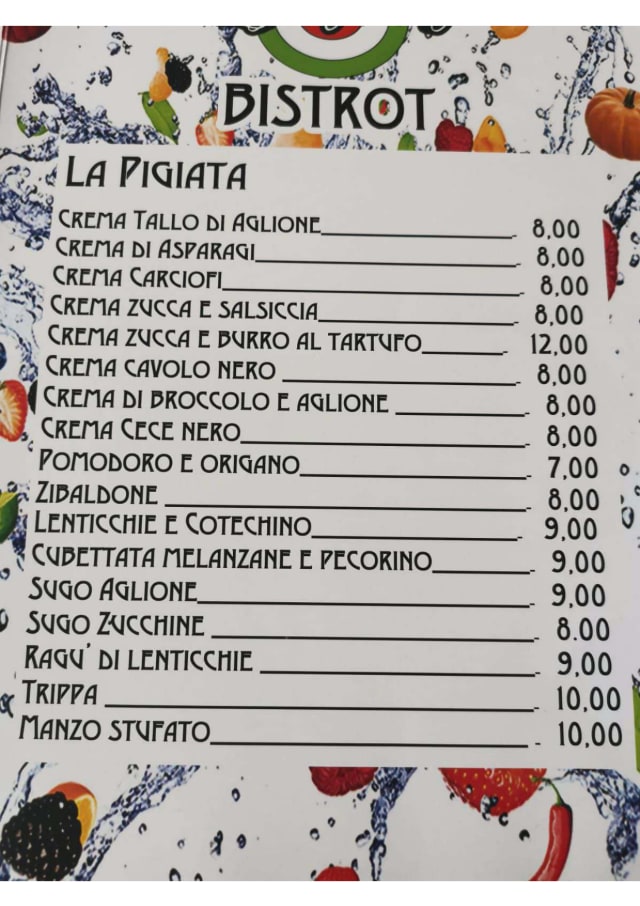 BISTROT
LA PIGIATA
CREMA TALLO DI AGLIONE 8,00
CREMA DI ASPARAGI 8,00
CREMA CARCIOFI 8,00
CREMA ZUCCA E SALSICCIA 8,00
CREMA ZUCCA E BURRO AL TARTUFO 12,00
CREMA CAVOLO NERO 8,00
CREMA DI BROCCOLO E AGLIONE 8,00
CREMA CECE NERO 8,00
POMODORO E ORIGANO 7,00
ZIBALDONE 8,00
LENTICCHIE E COTECHINO 9,00
CUBETTATA MELANZANE E PECORINO 9,00
SUGO AGLIONE 9,00
SUGO ZUCCHINE 8.00
RAGU' DI LENTICCHIE 9,00
TRIPPA 10,00
MANZO STUFATO 10,00